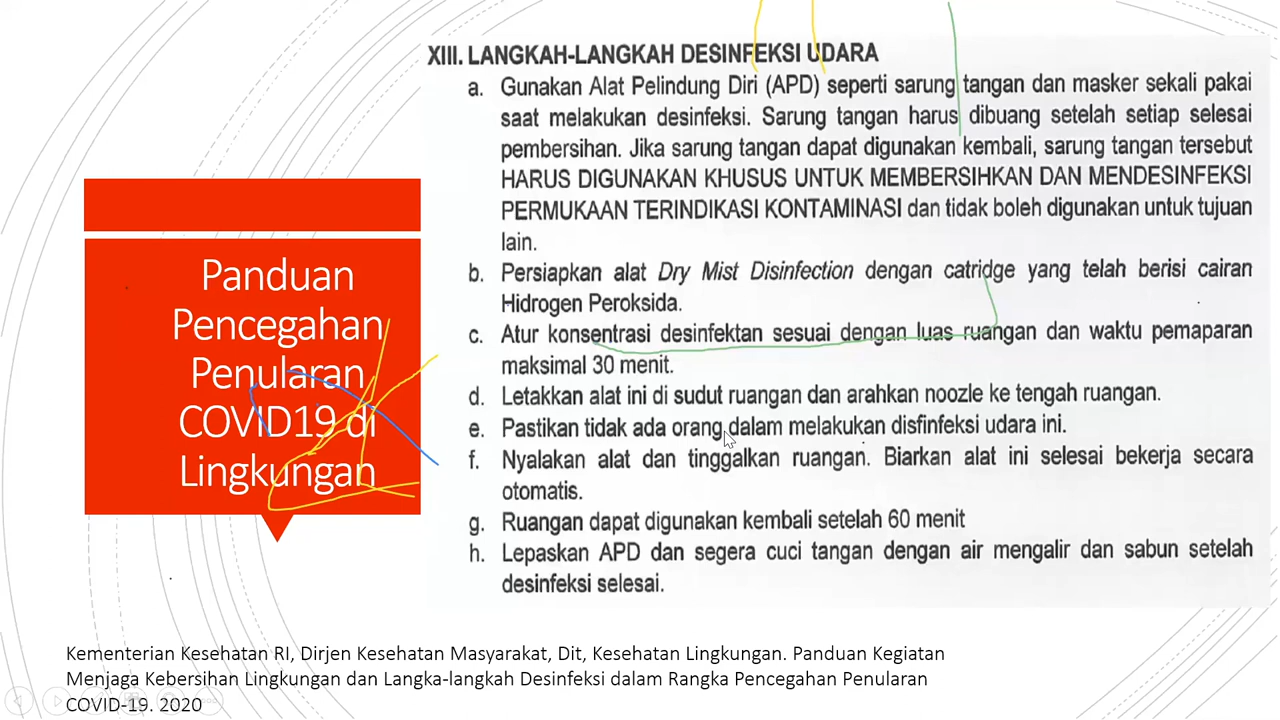 XIII. LANGKAH-LANGKAH DESINFEKSI UDARA
a. Gunakan Alat Pelindung Diri (APD) seperti sarung tangan dan masker sekali pakai
saat melakukan desinfeksi. Sarung tangan harus dibuang setelah setiap selesai
pembersihan. Jika sarung tangan dapat digunakan kembali, sarung tangan tersebut
HARUS DIGUNAKAN KHUSUS UNTUK MEMBERSIHKAN DAN MENDESINFEKSI
PERMUKAAN TERINDIKASI KONTAMINASI dan tidak boleh digunakan untuk tujuan
lain.
b. Persiapkan alat Dry Mist Disinfection dengan catridge yang telah berisi cairan
Hidrogen Peroksida.
c. Atur konsentrasi desinfektan sesuai dengan luas ruangan dan waktu pemaparan
maksimal 30 menit.
d. Letakkan alat ini di sudut ruangan dan arahkan noozle ke tengah ruangan.
e. Pastikan tidak ada orang dalam melakukan disfinfeksi udara ini.
f. Nyalakan alat dan tinggalkan ruangan. Biarkan alat ini selesai bekerja secara
otomatis.
g. Ruangan dapat digunakan kembali setelah 60 menit
h. Lepaskan APD dan segera cuci tangan dengan air mengalir dan sabun setelah
desinfeksi selesai.
Panduan
Pencegahan
Penularan
COVID19 di
Lingkungan
Kementerian Kesehatan RI, Dirjen Kesehatan Masyarakat, Dit, Kesehatan Lingkungan. Panduan Kegiatan
Menjaga Kebersihan Lingkungan dan Langka-langkah Desinfeksi dalam Rangka Pencegahan Penularan
COVID-19. 2020